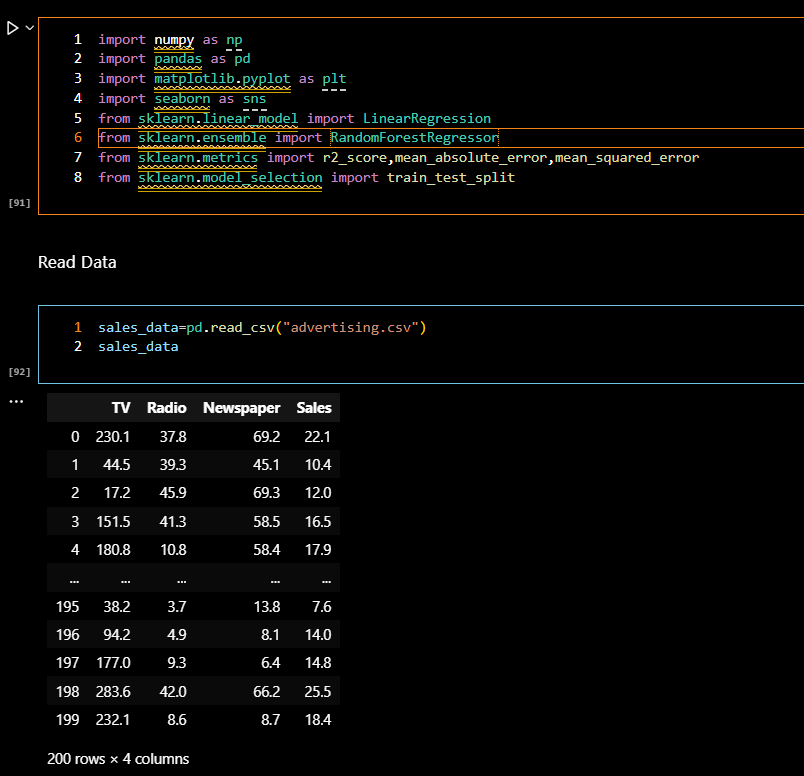 1 import numpy as np
2 import pandas as pd
3 import matplotlib.pyplot as plt
4 import seaborn as sns
5 from sklearn.linear_model import LinearRegression
6 from sklearn.ensemble import RandomForestRegressor
7 from sklearn.metrics import r2_score,mean_absolute_error,mean_squared_error
8 from sklearn.model_selection import train_test_split
[91]
Read Data
1 sales_data=pd.read_csv("advertising.csv")
2 sales_data
[92]
...
TV Radio Newspaper Sales
0 230.1 37.8 69.2 22.1
1 44.5 39.3 45.1 10.4
2 17.2 45.9 69.3 12.0
3 151.5 41.3 58.5 16.5
4 180.8 10.8 58.4 17.9
... ... ... ... ...
195 38.2 3.7 13.8 7.6
196 94.2 4.9 8.1 14.0
197 177.0 9.3 6.4 14.8
198 283.6 42.0 66.2 25.5
199 232.1 8.6 8.7 18.4
200 rows × 4 columns